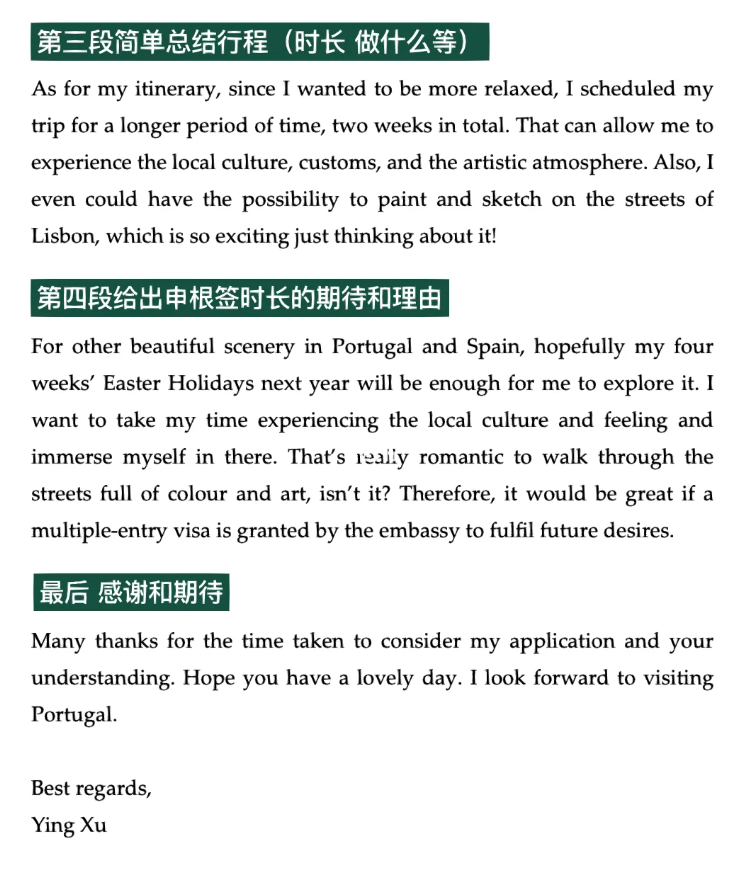 第三段简单总结行程（时长 做什么等）
As for my itinerary, since I wanted to be more relaxed, I scheduled my
trip for a longer period of time, two weeks in total. That can allow me to
experience the local culture, customs, and the artistic atmosphere. Also, I
even could have the possibility to paint and sketch on the streets of
Lisbon, which is so exciting just thinking about it!
第四段给出申根签时长的期待和理由
For other beautiful scenery in Portugal and Spain, hopefully my four
weeks’ Easter Holidays next year will be enough for me to explore it. I
want to take my time experiencing the local culture and feeling and
immerse myself in there. That’s really romantic to walk through the
streets full of colour and art, isn’t it? Therefore, it would be great if a
multiple-entry visa is granted by the embassy to fulfil future desires.
最后 感谢和期待
Many thanks for the time taken to consider my application and your
understanding. Hope you have a lovely day. I look forward to visiting
Portugal.
Best regards,
Ying Xu